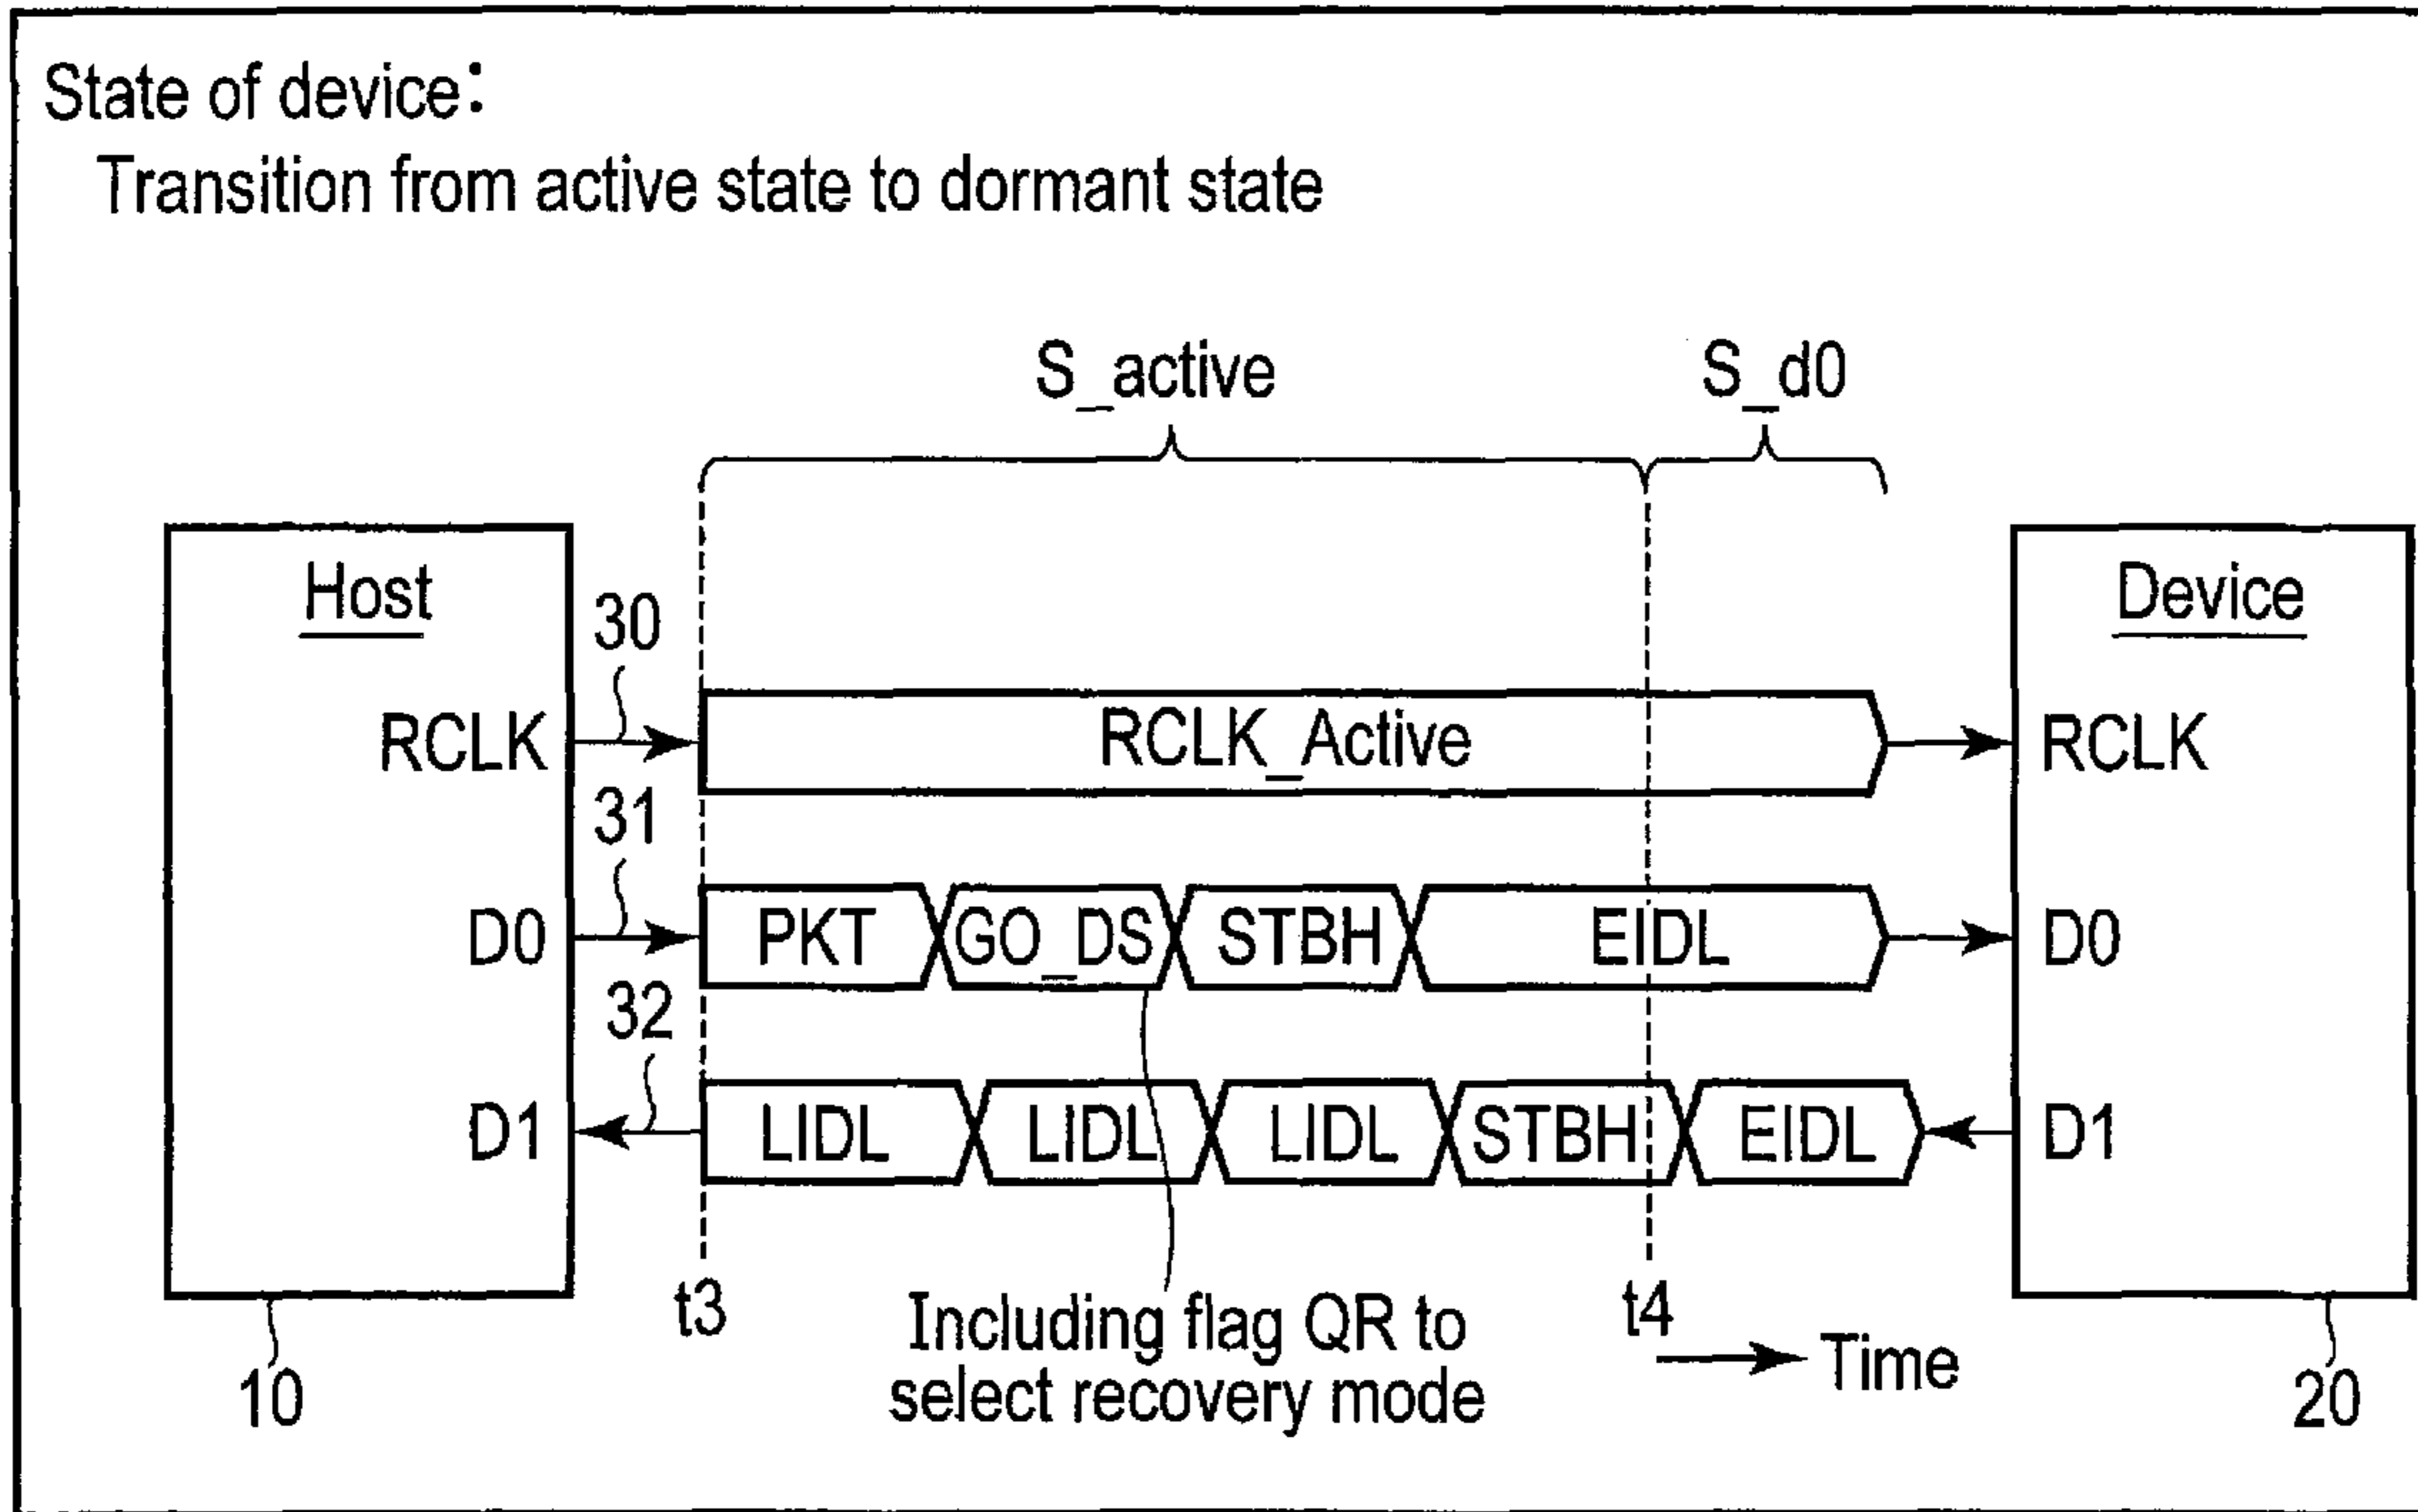 State of device:
Transition from active state to dormant state
S_active
S_d0
Host
Device
30
RCLK
RCLK_Active
RCLK
31
D0
PKT
GO_DS
STBH
EIDL
D0
32
D1
LIDL
LIDL
LIDL
STBH
EIDL
D1
t3
Including flag QR to
select recovery mode
t4
Time
10
20